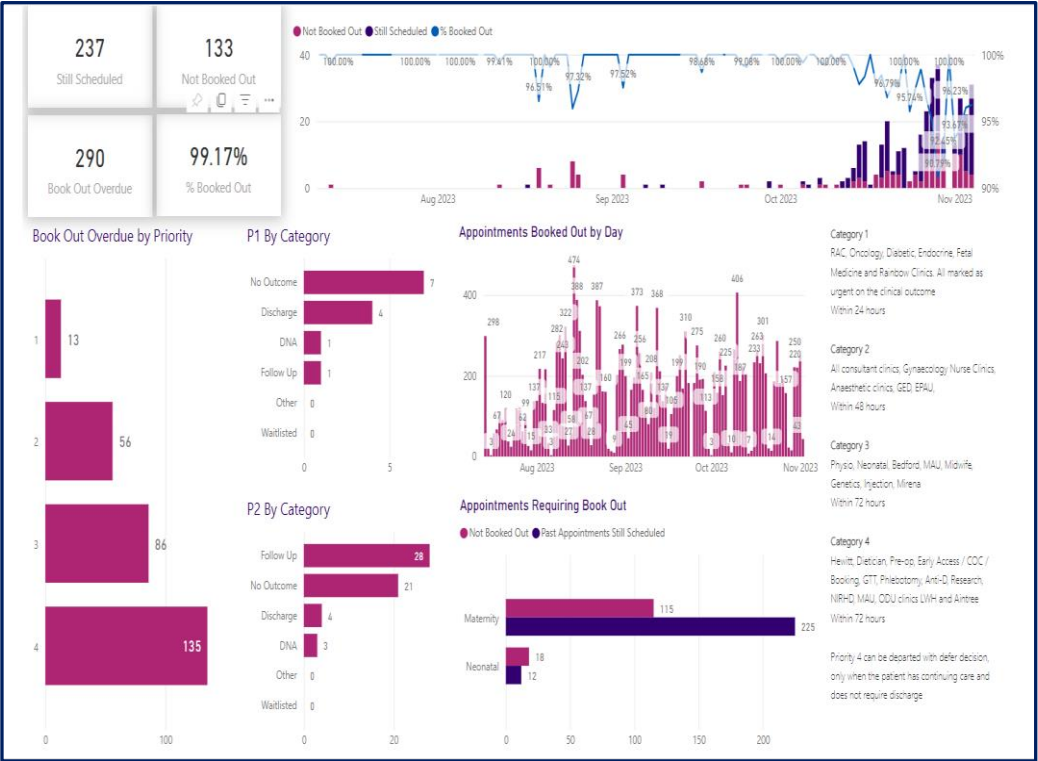 237
Still Scheduled
133
Not Booked Out
290
Book Out Overdue
99.17%
% Booked Out
Not Booked Out Still Scheduled % Booked Out
40
20
0
100%
95%
90%
100.00% 100.00% 100.00% 100.00% 97.32% 97.52% 100.00% 100.00% 100.00%
96.51% 96.79% 95.74% 96.23%
93.67%
92.45%
90.79%
Aug 2023 Sep 2023 Oct 2023 Nov 2023
Book Out Overdue by Priority
1 13
2 56
3 86
4 135
0 100
P1 By Category
No Outcome 7
Discharge 4
DNA 1
Follow Up 1
Other 0
Waitlisted 0
0 5
P2 By Category
Follow Up 28
No Outcome 21
Discharge 4
DNA 3
Other 0
Waitlisted 0
0 20
Appointments Booked Out by Day
400
200
0
298 67 120 24 99 15 137 217 33 115 282 243 322 58 27 474 388 202 137 67 28 387 160 9 266 199 45 373 256 165 80 208 368 137 19 105 199 310 275 190 113 3 158 260 225 10 406 187 7 233 263 301 14 157 250 220 43
Aug 2023 Sep 2023 Oct 2023 Nov 2023
Appointments Requiring Book Out
Not Booked Out Past Appointments Still Scheduled
Maternity 115
225
Neonatal 18
12
0 50 100 150 200
Category 1
RAC, Oncology, Diabetic, Endocrine, Fetal
Medicine and Rainbow Clinics. All marked as
urgent on the clinical outcome
Within 24 hours
Category 2
All consultant clinics, Gynaecology Nurse Clinics,
Anaesthetic clinics, GED, EPAU,
Within 48 hours
Category 3
Physio, Neonatal, Bedford, MAU, Midwife,
Genetics, Injection, Mirena
Within 72 hours
Category 4
Hewitt, Dietician, Pre-op, Early Access / COC /
Booking, GTT, Phlebotomy, Anti-D, Research,
NIRHD, MAU, ODU clinics LWH and Aintree
Within 72 hours
Priority 4 can be departed with defer decision,
only when the patient has continuing care and
does not require discharge